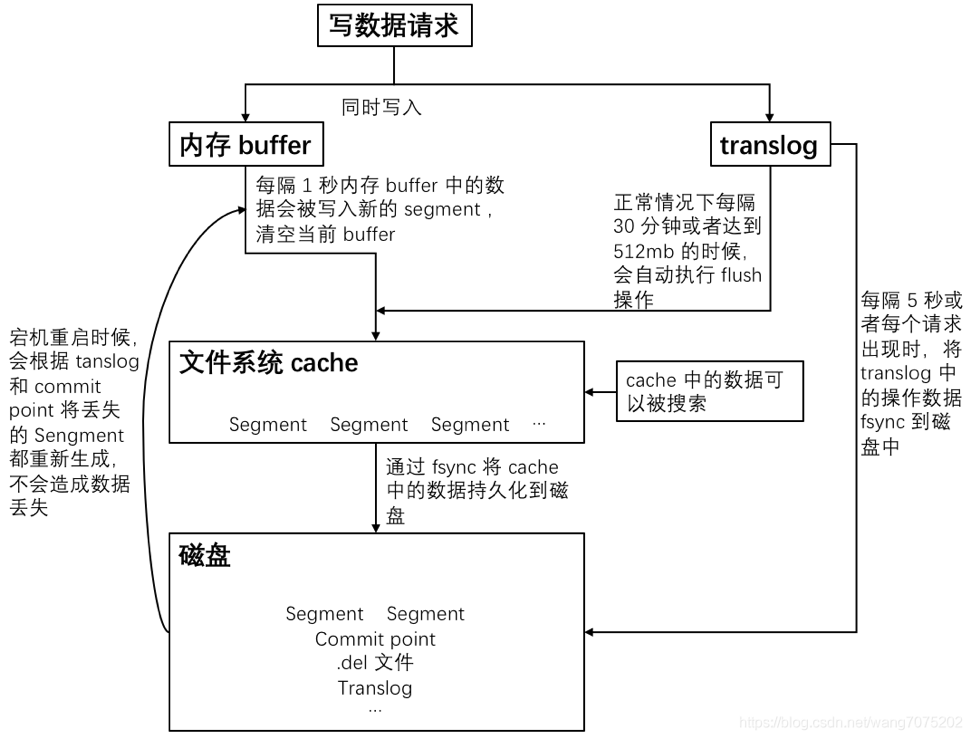 写数据请求
同时写入
内存 buffer
translog
每隔 1 秒内存 buffer 中的数
据会被写入新的 segment ，
清空当前 buffer
正常情况下每隔
30 分钟或者达到
512mb 的时候，
会自动执行 flush
操作
每隔 5 秒或
者每个请求
出现时，将
translog 中
的操作数据
fsync 到磁
盘中
宕机重启时候，
会根据 tanslog
和 commit
point 将丢失
的 Sengment
都重新生成，
不会造成数据
丢失
文件系统 cache
Segment Segment Segment ···
cache 中的数据可
以被搜索
通过 fsync 将 cache
中的数据持久化到磁
盘
磁盘
Segment Segment
Commit point
.del 文件
Translog
···
https://blog.csdn.net/wang7075202